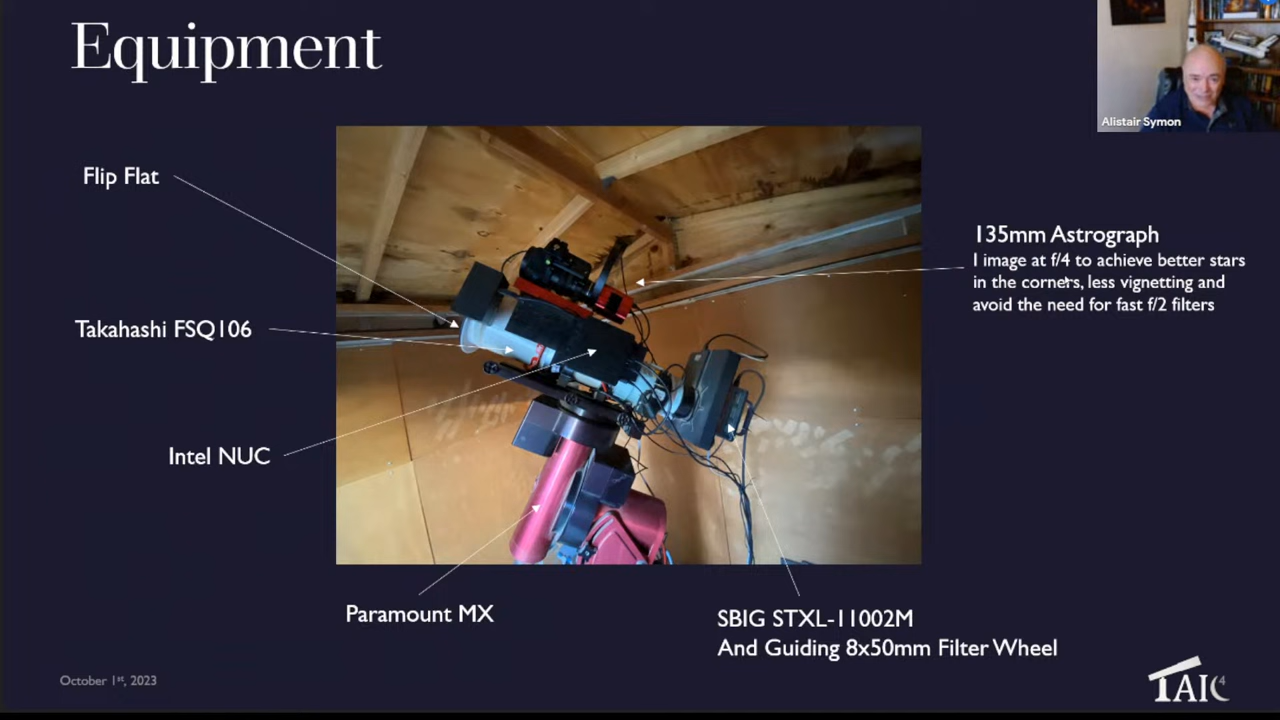 Equipment
Alistair Symon
Flip Flat
135mm Astrograph
I image at f/4 to achieve better stars
in the corners, less vignetting and
avoid the need for fast f/2 filters
Takahashi FSQ106
Intel NUC
Paramount MX
SBIG STXL-11002M
And Guiding 8x50mm Filter Wheel
October 1st, 2023
TAIC
4